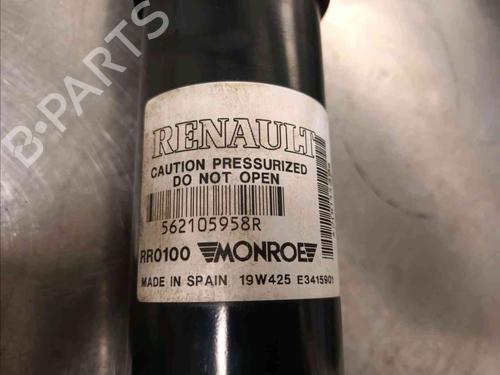 B-PARTS
RENAULT
CAUTION PRESSURIZED
DO NOT OPEN
562105958R
RR0100 MONROE
MADE IN SPAIN 19W425 E3415901